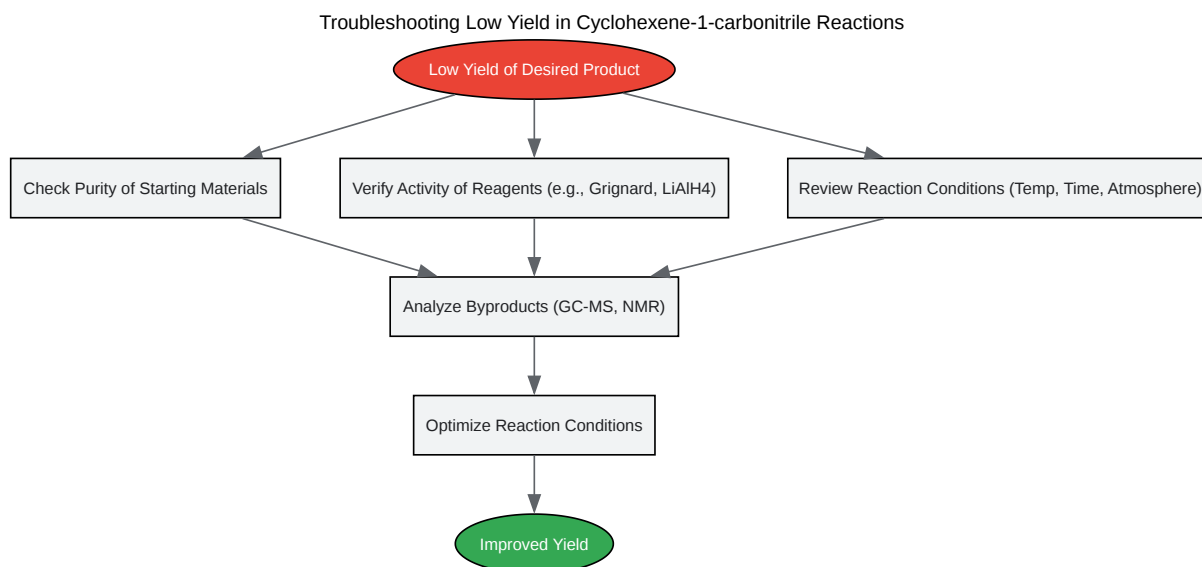 Troubleshooting Low Yield in Cyclohexene-1-carbonitrile Reactions
Low Yield of Desired Product
Check Purity of Starting Materials
Verify Activity of Reagents (e.g., Grignard, LiAlH4)
Review Reaction Conditions (Temp, Time, Atmosphere)
Analyze Byproducts (GC-MS, NMR)
Optimize Reaction Conditions
Improved Yield